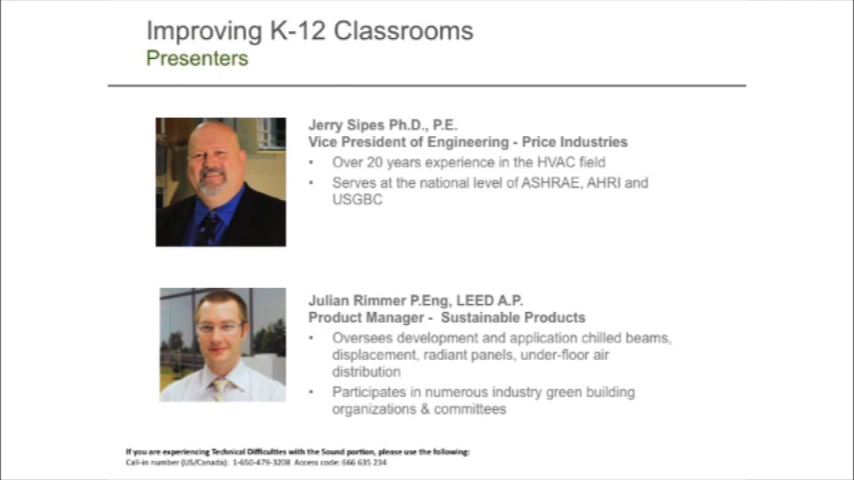 Improving K-12 Classrooms
Presenters
Jerry Sipes Ph.D., P.E.
Vice President of Engineering - Price Industries
• Over 20 years experience in the HVAC field
• Serves at the national level of ASHRAE, AHRI and
USGBC
Julian Rimmer P.Eng, LEED A.P.
Product Manager - Sustainable Products
• Oversees development and application chilled beams,
displacement, radiant panels, under-floor air
distribution
• Participates in numerous industry green building
organizations & committees
If you are experiencing Technical Difficulties with the Sound portion, please use the following:
Call-in number (US/Canada): 1-650-479-3208 Access code: 666 635 234